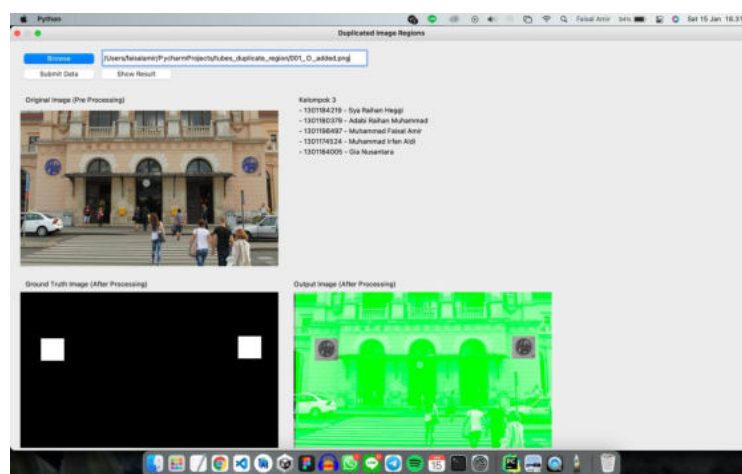 Python
Faisal Amir
Sat 15 Jan 16.31
Duplicated Image Regions
Browse
/Users/faisalamir/PycharmProjects/tubes_duplicate_region/001_O_added.png
Submit Data
Show Result
Original Image (Pre Processing)
Kelompok 3
- 1301184219 - Sya Raihan Heggi
- 1301180379 - Adabi Raihan Muhammad
- 1301198497 - Muhammad Faisal Amir
- 1301174524 - Muhammad Irfan Aldi
- 1301184005 - Gia Nusantara
Ground Truth Image (After Processing)
Output Image (After Processing)